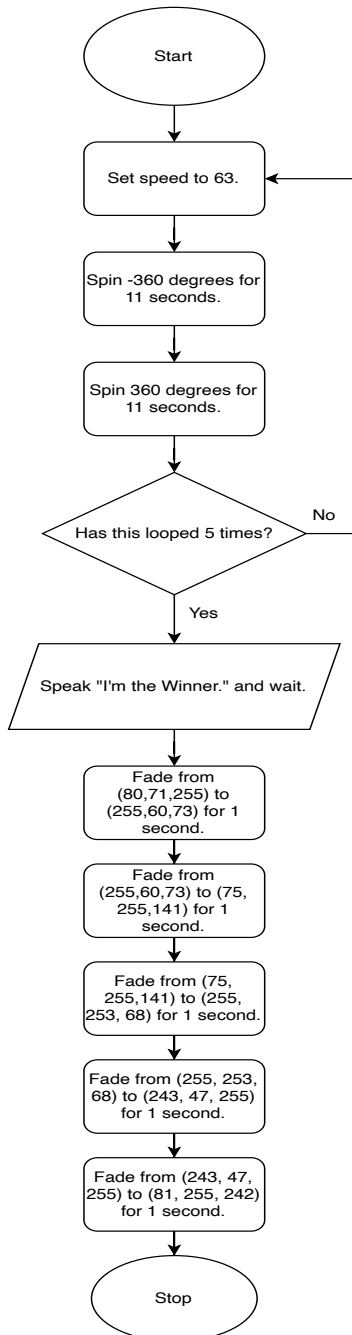 Start
Set speed to 63.
Spin -360 degrees for
11 seconds.
Spin 360 degrees for
11 seconds.
Has this looped 5 times?
No
Yes
Speak "I'm the Winner." and wait.
Fade from
(80,71,255) to
(255,60,73) for 1
second.
Fade from
(255,60,73) to (75,
255,141) for 1
second.
Fade from (75,
255,141) to (255,
253, 68) for 1 second.
Fade from (255, 253,
68) to (243, 47, 255)
for 1 second.
Fade from (243, 47,
255) to (81, 255, 242)
for 1 second.
Stop